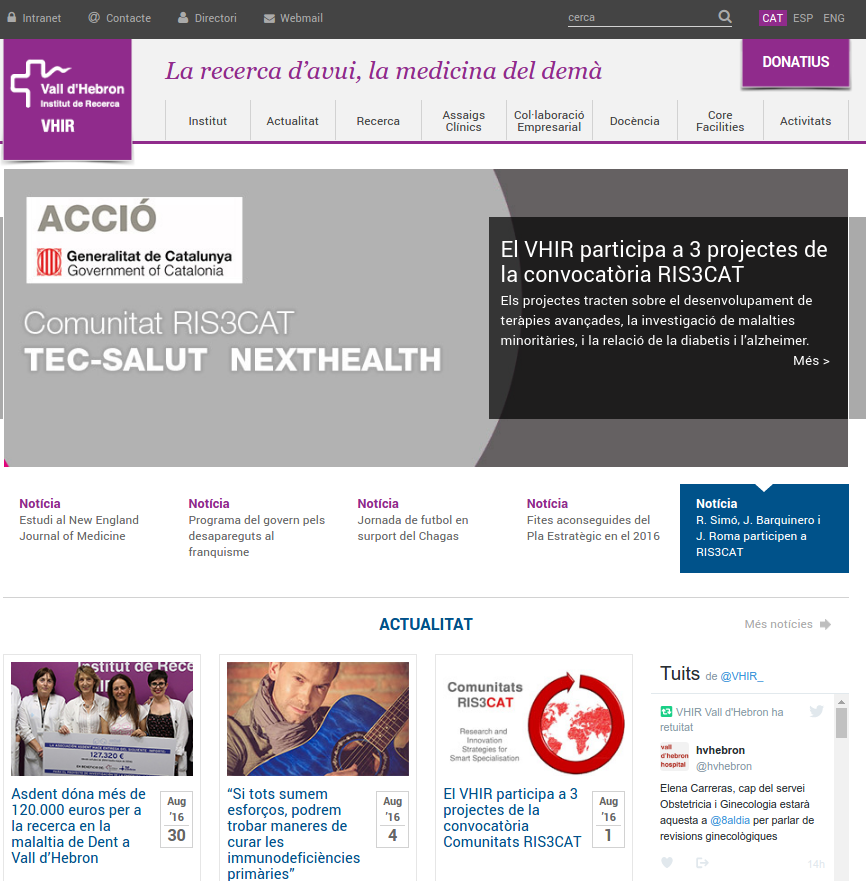 Intranet
Contacte
Directori
Webmail
cerca
CAT
ESP
ENG
Vall d'Hebron
Institut de Recerca
VHIR
La recerca d'avui, la medicina del demà
DONATIUS
Institut
Actualitat
Recerca
Assaigs
Clínics
Col·laboració
Empresarial
Docència
Core
Facilities
Activitats
ACCIÓ
Generalitat de Catalunya
Government of Catalonia
Comunitat RIS3CAT
TEC-SALUT NEXTHEALTH
El VHIR participa a 3 projectes de
la convocatòria RIS3CAT
Els projectes tracten sobre el desenvolupament de
teràpies avançades, la investigació de malalties
minoritàries, i la relació de la diabetis i l'alzheimer.
Més >
Notícia
Estudi al New England
Journal of Medicine
Notícia
Programa del govern pels
desapareguts al
franquisme
Notícia
Jornada de futbol en
surport del Chagas
Notícia
Fites aconseguides del
Pla Estratègic en el 2016
Notícia
R. Simó, J. Barquinero i
J. Roma participen a
RIS3CAT
ACTUALITAT
Més notícies
stitut de Rece
127.320 €
Asdent dóna més de
120.000 euros per a
la recerca en la
malaltia de Dent a
Vall d'Hebron
Aug
'16
30
“Si tots sumem
esforços, podrem
trobar maneres de
curar les
immunodeficiències
primàries”
Aug
'16
4
Comunitats
RIS3CAT
Research and
Innovation
Strategies for
Smart Specialisation
El VHIR participa a 3
projectes de la
convocatòria
Comunitats RIS3CAT
Aug
'16
1
Tuits de @VHIR_
VHIR Vall d'Hebron ha
retuitat
vall
d'hebron
hospital
hvhebron
@hvhebron
Elena Carreras, cap del servei
Obstetricia i Ginecologia estarà
aquesta a @8aldia per parlar de
revisions ginecològiques
14h